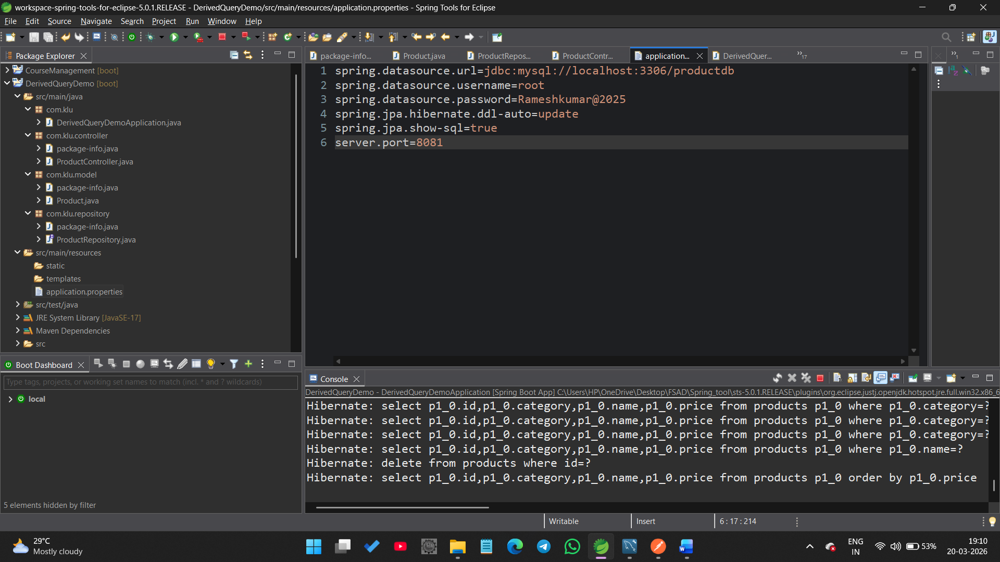 workspace-spring-tools-for-eclipse-5.0.1.RELEASE - DerivedQueryDemo/src/main/resources/application.properties - Spring Tools for Eclipse
File Edit Source Navigate Search Project Run Window Help
Package Explorer
CourseManagement [boot]
DerivedQueryDemo [boot]
src/main/java
com.klu
DerivedQueryDemoApplication.java
com.klu.controller
package-info.java
ProductController.java
com.klu.model
package-info.java
Product.java
com.klu.repository
package-info.java
ProductRepository.java
src/main/resources
static
templates
application.properties
src/test/java
JRE System Library [JavaSE-17]
Maven Dependencies
src
package-info... Product.java ProductRepos... ProductContr... application... DerivedQuer... »17
»1
1 spring.datasource.url=jdbc:mysql://localhost:3306/productdb
2 spring.datasource.username=root
3 spring.datasource.password=Rameshkumar@2025
4 spring.jpa.hibernate.ddl-auto=update
5 spring.jpa.show-sql=true
6 server.port=8081
Boot Dashboard
Type tags, projects, or working set names to match (incl. * and ? wildcards)
local
5 elements hidden by filter
Console
DerivedQueryDemo - DerivedQueryDemoApplication [Spring Boot App] C:\Users\HP\OneDrive\Desktop\FSAD\Spring_tool\sts-5.0.1.RELEASE\plugins\org.eclipse.justj.openjdk.hotspot.jre.full.win32.x86_6
Hibernate: select p1_0.id,p1_0.category,p1_0.name,p1_0.price from products p1_0 where p1_0.category=?
Hibernate: select p1_0.id,p1_0.category,p1_0.name,p1_0.price from products p1_0 where p1_0.category=?
Hibernate: select p1_0.id,p1_0.category,p1_0.name,p1_0.price from products p1_0 where p1_0.category=?
Hibernate: select p1_0.id,p1_0.category,p1_0.name,p1_0.price from products p1_0 where p1_0.name=?
Hibernate: delete from products where id=?
Hibernate: select p1_0.id,p1_0.category,p1_0.name,p1_0.price from products p1_0 order by p1_0.price
Writable Insert 6 : 17 : 214
29°C
Mostly cloudy
ENG
IN
53%
19:10
20-03-2026